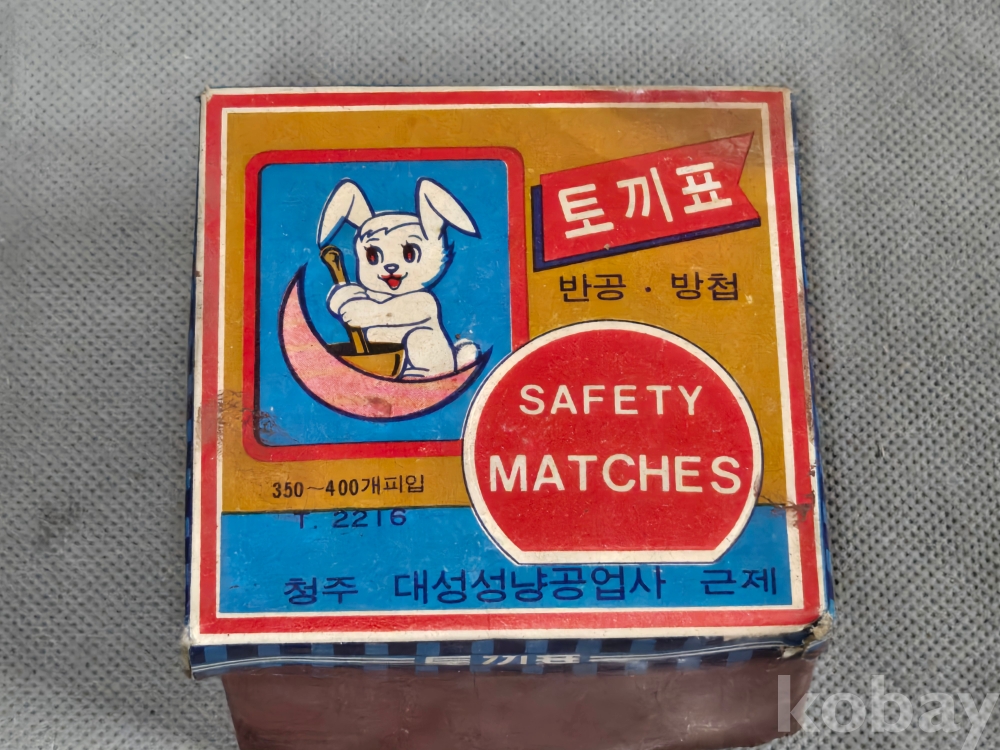 토끼표
반공 · 방첩
SAFETY
MATCHES
350~400개피입
T. 2216
청주 대성성냥공업사 근제
토끼표
kobay